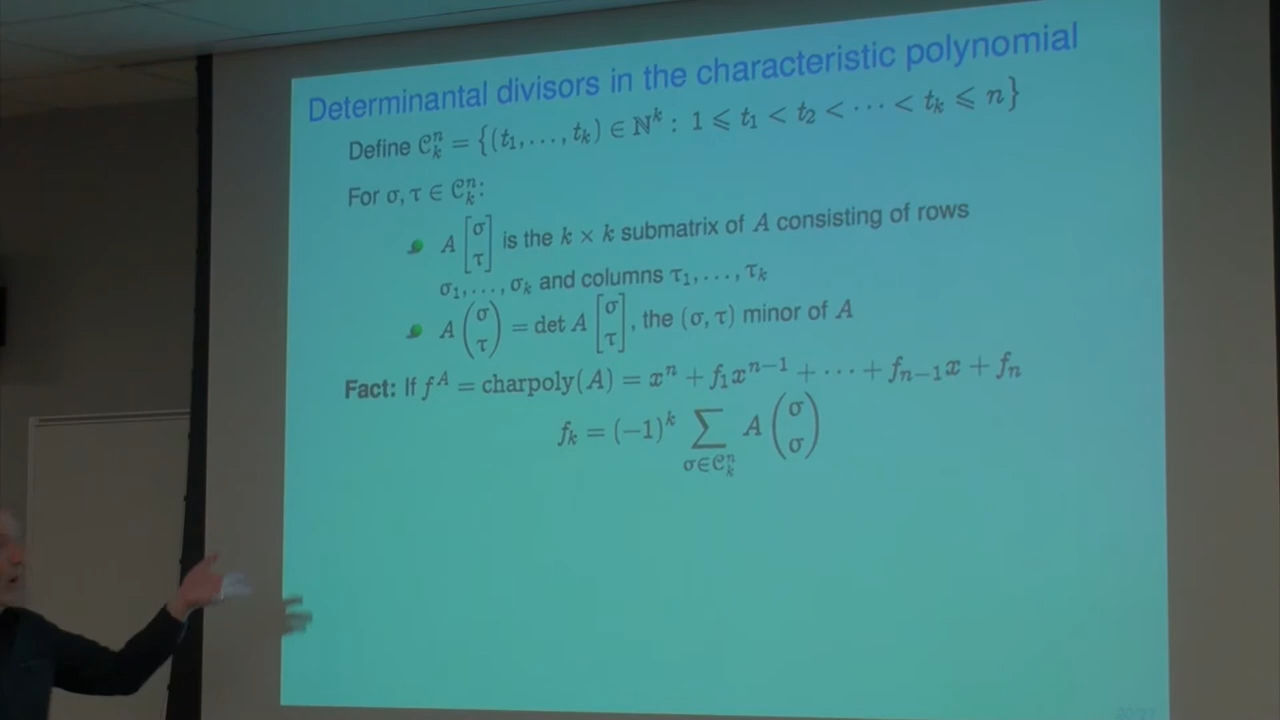 Determinantal divisors in the characteristic polynomial
Define 𝒞ₖⁿ = {(t₁, …, tₖ) ∈ ℕᵏ : 1 ⩽ t₁ < t₂ < ⋯ < tₖ ⩽ n}
For σ, τ ∈ 𝒞ₖⁿ:
A [σ τ] is the k × k submatrix of A consisting of rows
σ₁, …, σₖ and columns τ₁, …, τₖ
A (σ τ) = det A [σ τ], the (σ, τ) minor of A
Fact: If fᴬ = charpoly(A) = xⁿ + f₁xⁿ⁻¹ + ⋯ + fₙ₋₁x + fₙ
fₖ = (−1)ᵏ ∑ A (σ σ)
σ∈𝒞ₖⁿ